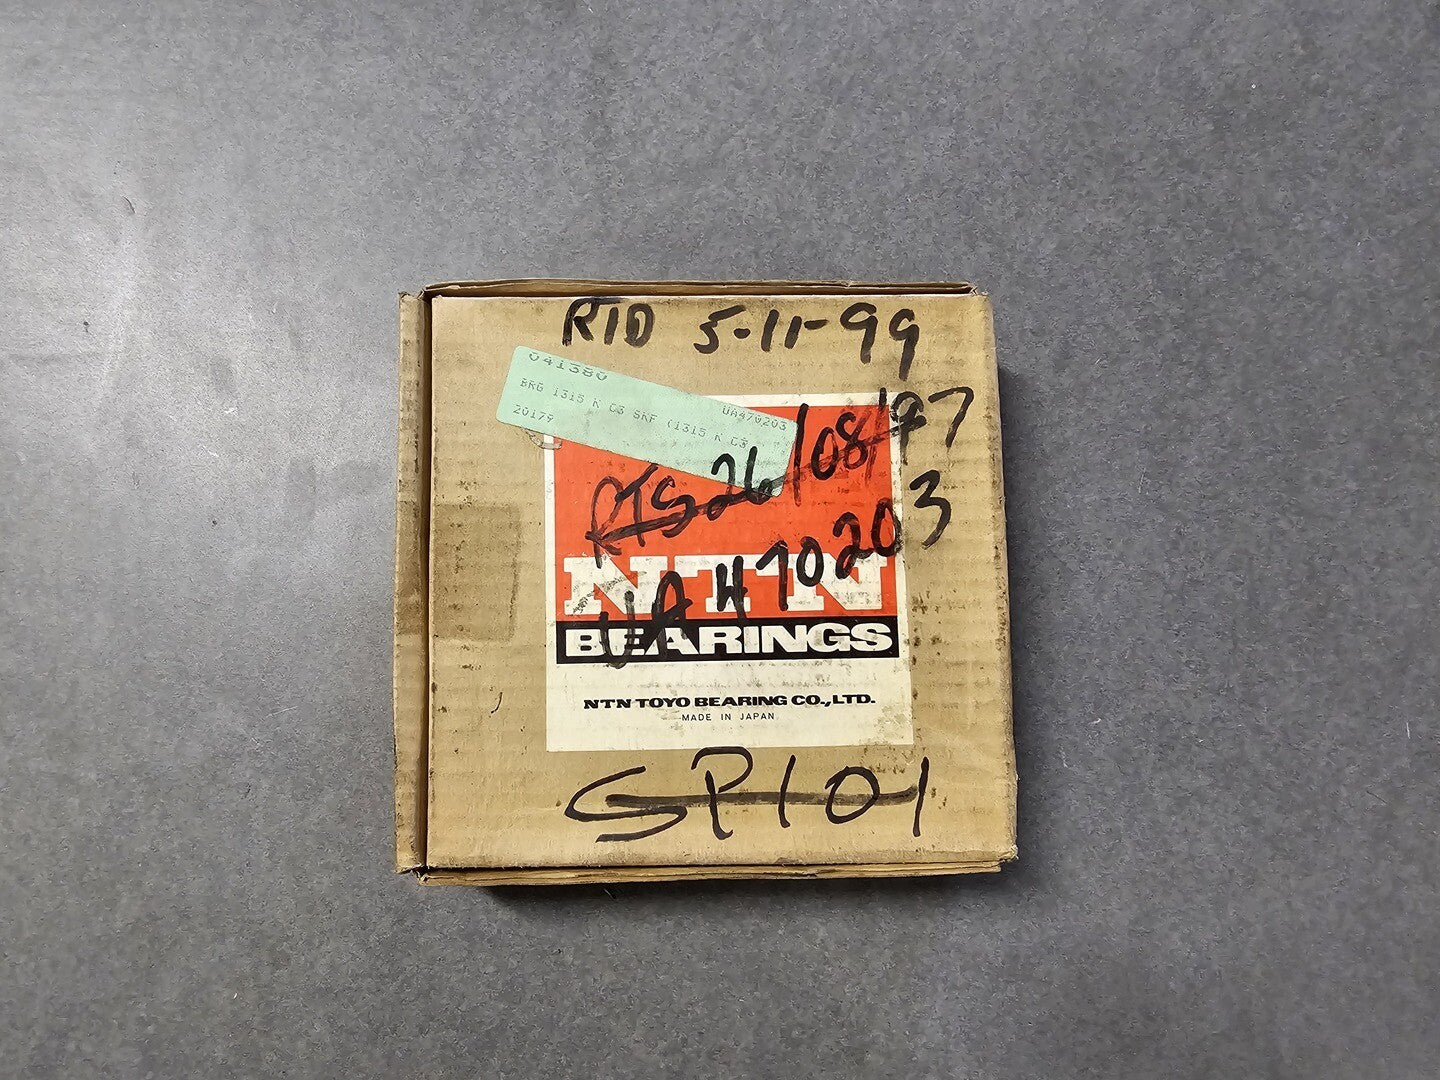 RTD 5-11-99
041380
BRG 1315 K C3 SKF (1315 K C3
UA470203
20179
RTS 26/08/97
UA470203
NTN
BEARINGS
NTN TOYO BEARING CO.,LTD.
MADE IN JAPAN
SP101